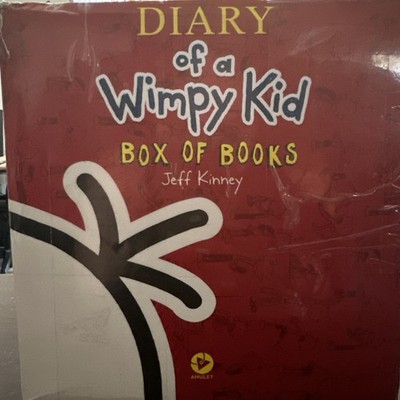 DIARY
of a
Wimpy Kid
BOX OF BOOKS
Jeff Kinney
AMULET